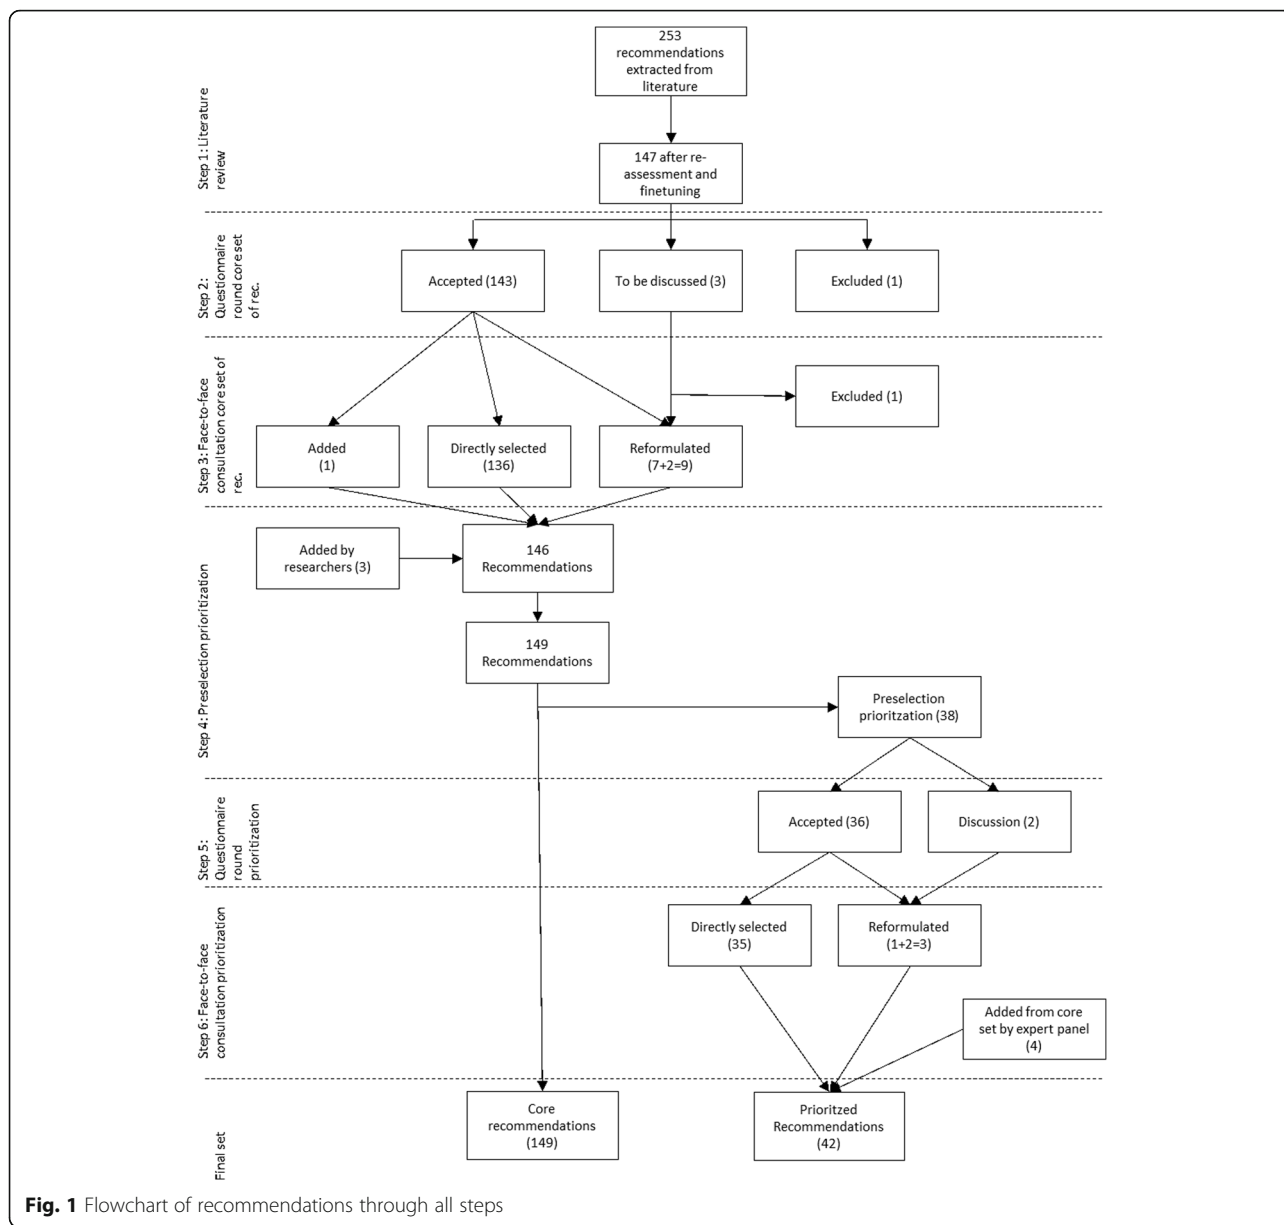 253
recommendations
extracted from
literature
Step 1: Literature
review
147 after re-
assessment and
finetuning
Step 2:
Questionnaire
round core set
of rec.
Accepted (143)
To be discussed (3)
Excluded (1)
Step 3: Face-to-face
consultation core set of
rec.
Excluded (1)
Added
(1)
Directly selected
(136)
Reformulated
(7+2=9)
Step 4: Preselection prioritization
Added by
researchers (3)
146
Recommendations
149
Recommendations
Preselection
prioritzation (38)
Step 5:
Questionnaire
round
prioritization
Accepted (36)
Discussion (2)
Step 6: Face-to-face
consultation prioritization
Directly selected
(35)
Reformulated
(1+2=3)
Added from core
set by expert panel
(4)
Final set
Core
recommendations
(149)
Prioritzed
Recommendations
(42)
Fig. 1 Flowchart of recommendations through all steps